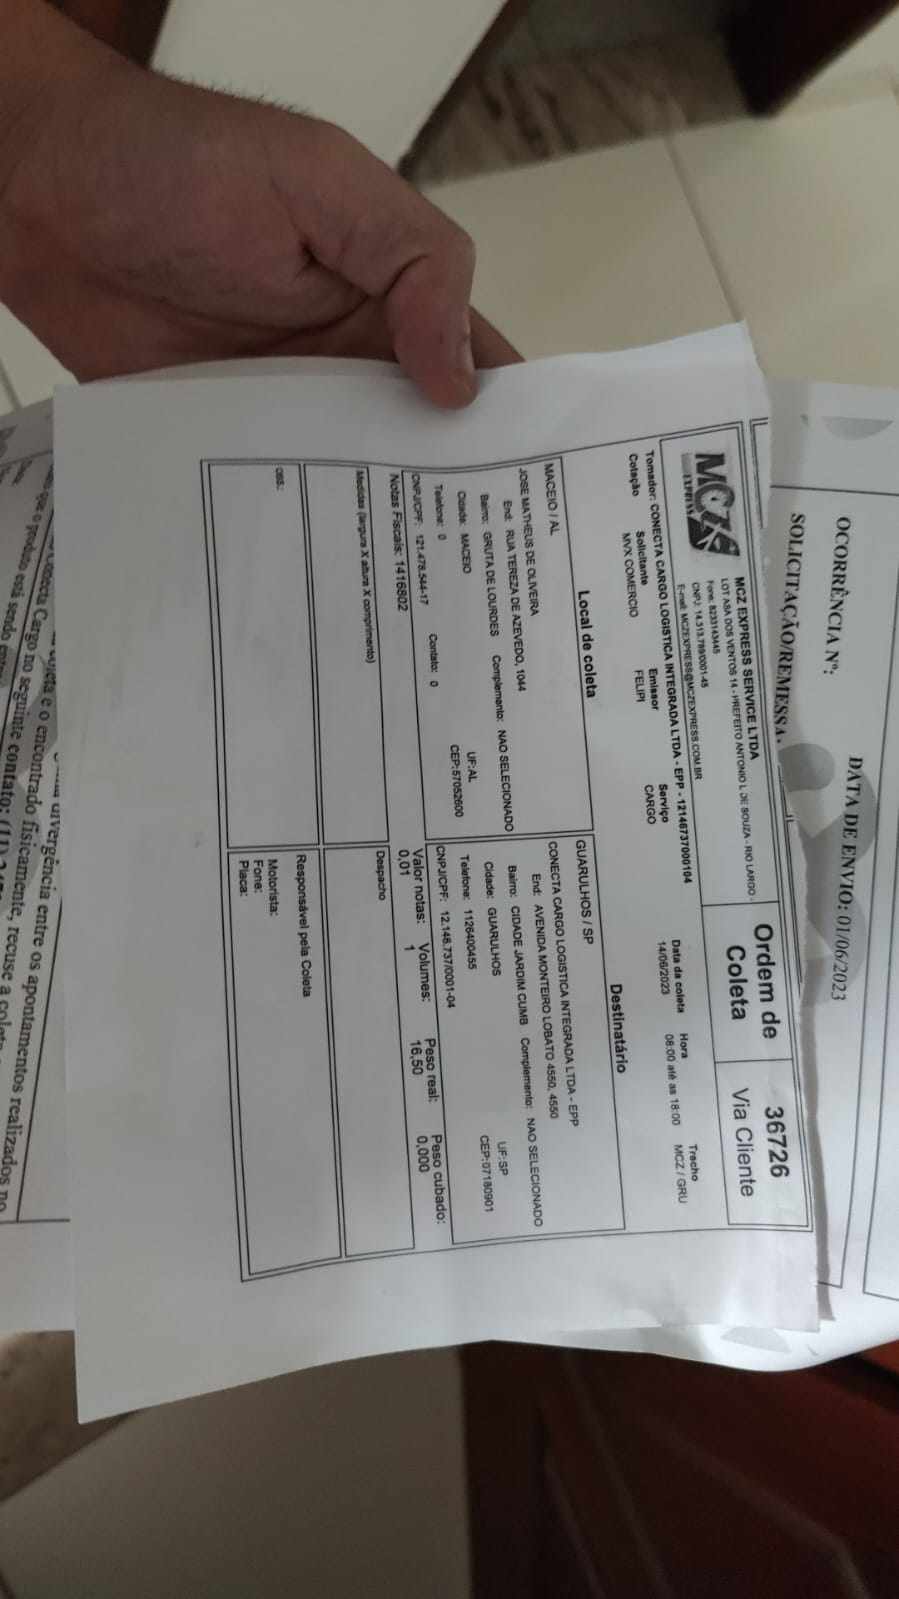 OCORRÊNCIA Nº:
DATA DE ENVIO: 01/06/2023
SOLICITAÇÃO/REMESSA:
MCZ
EXPRESS
MCZ EXPRESS SERVICE LTDA
LOT ASA DOS VENTOS 14 - PREFEITO ANTONIO L DE SOUZA - RIO LARGO -
Fone: 8233143445
CNPJ: 14.313.789/0001-45
E-mail: MCZEXPRESS@MCZEXPRESS.COM.BR
Ordem de
Coleta
36726
Via Cliente
Tomador: CONECTA CARGO LOGISTICA INTEGRADA LTDA - EPP - 12146737000104
Cotação Solicitante Emissor Serviço Data da coleta Hora Trecho
MVX COMERCIO FELIPI CARGO 14/06/2023 08:00 até as 18:00 MCZ / GRU
Local de coleta
MACEIO / AL
JOSE MATHEUS DE OLIVEIRA
End: RUA TEREZA DE AZEVEDO, 1044
Bairro: GRUTA DE LOURDES Complemento: NAO SELECIONADO
Cidade: MACEIO UF:AL
Telefone: 0 Contato: 0 CEP:57052600
CNPJ/CPF: 121.478.544-17
Destinatário
GUARULHOS / SP
CONECTA CARGO LOGISTICA INTEGRADA LTDA - EPP
End: AVENIDA MONTEIRO LOBATO 4550, 4550
Bairro: CIDADE JARDIM CUMB Complemento: NAO SELECIONADO
Cidade: GUARULHOS UF:SP
Telefone: 1126400455 CEP:07180901
CNPJ/CPF: 12.146.737/0001-04
Notas Fiscais: 1416802
Valor notas: Volumes: Peso real: Peso cubado:
0,01 1 16,50 0,000
Medidas (largura X altura X comprimento)
Despacho
OBS.:
Responsável pela Coleta
Motorista:
Fone:
Placa:
divergência entre os apontamentos realizados no
coleta e o encontrado fisicamente, recuse a coleta
Conecta Cargo no seguinte contato: (11)
que o produto está sendo